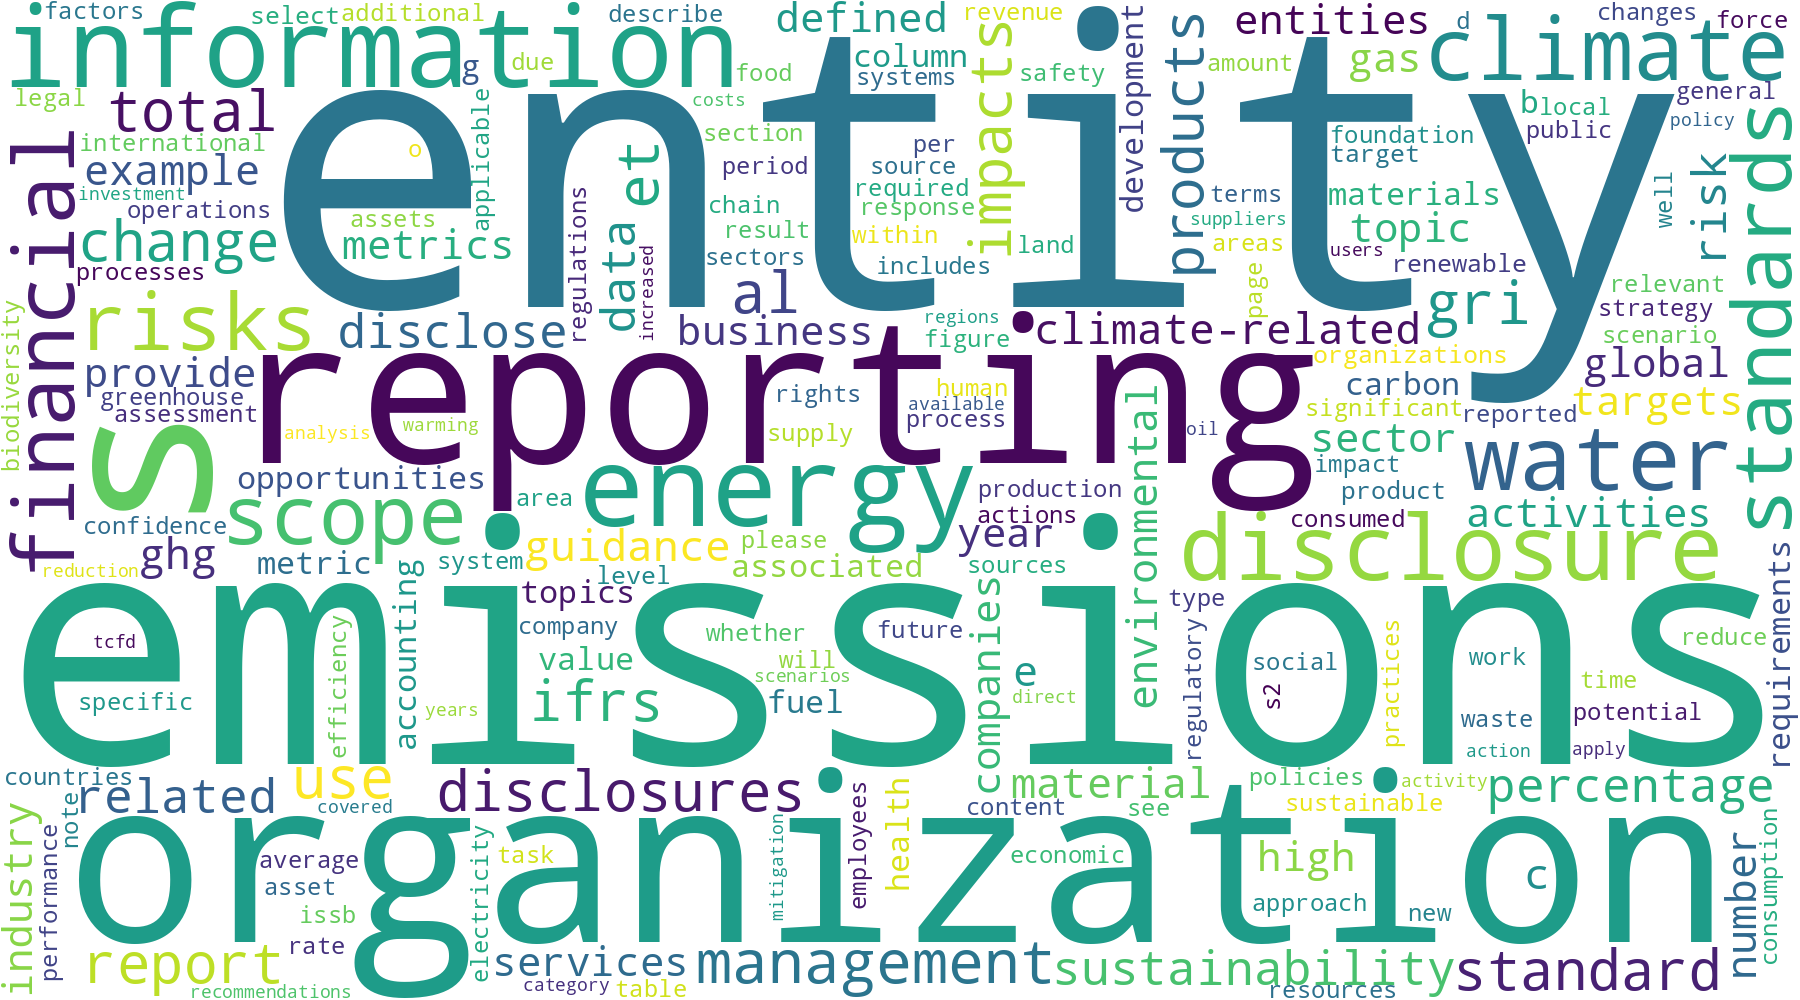 factors
select
additional
describe
defined
revenue
entities
changes
force
d
information
entity
climate
column
systems
development
products
impacts
g
due
food
safety
amount
gas
legal
total
costs
b
local
general
policy
public
financial
international
applicable
section
per
foundation
standards
example
o
period
source
target
investment
et
required
terms
materials
risk
well
operations
assets
chain
response
suppliers
topic
change
metrics
data
result
within
land
areas
users
processes
regulations
sectors
includes
renewable
relevant
increased
al
page
gri
strategy
biodiversity
risks
disclose
business
regions
figure
climate-related
scenario
reporting
organizations
global
provide
greenhouse
assessment
rights
human
available
process
carbon
significant
reported
targets
s
analysis
warming
supply
oil
sector
water
opportunities
energy
production
environmental
impact
product
scope
area
actions
consumed
activities
confidence
ghg
guidance
please
year
disclosure
reduction
metric
system
level
associated
sources
requirements
emissions
accounting
topics
companies
type
tcfd
efficiency
company
whether
future
regulatory
practices
reduce
value
will
scenarios
e
social
work
specific
ifrs
fuel
direct
s2
time
years
waste
potential
action
apply
countries
related
use
covered
disclosures
material
policies
activity
percentage
content
see
sustainable
industry
note
organization
performance
average
electricity
task
mitigation
employees
health
economic
high
c
number
consumption
asset
issb
approach
new
rate
report
services
management
sustainability
standard
recommendations
category
table
resources